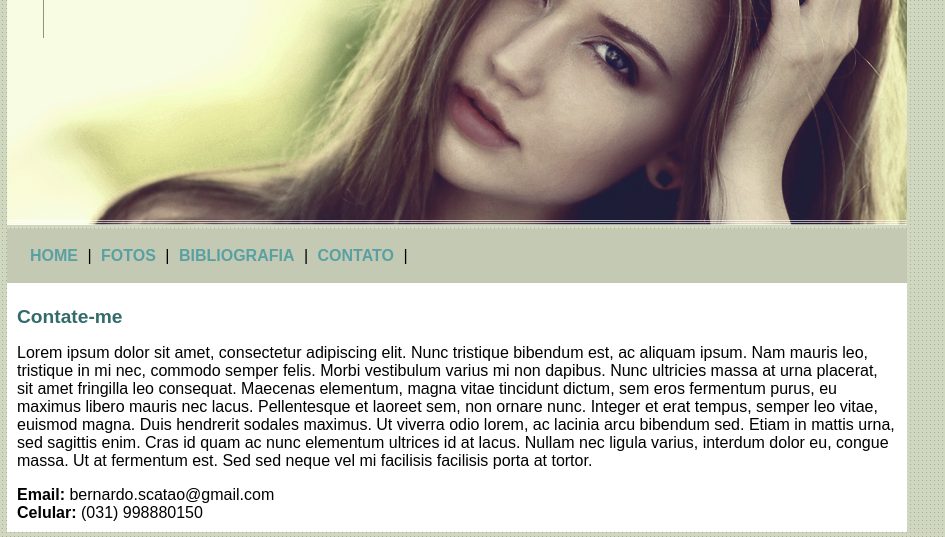 HOME | FOTOS | BIBLIOGRAFIA | CONTATO |
Contate-me
Lorem ipsum dolor sit amet, consectetur adipiscing elit. Nunc tristique bibendum est, ac aliquam ipsum. Nam mauris leo,
tristique in mi nec, commodo semper felis. Morbi vestibulum varius mi non dapibus. Nunc ultricies massa at urna placerat,
sit amet fringilla leo consequat. Maecenas elementum, magna vitae tincidunt dictum, sem eros fermentum purus, eu
maximus libero mauris nec lacus. Pellentesque et laoreet sem, non ornare nunc. Integer et erat tempus, semper leo vitae,
euismod magna. Duis hendrerit sodales maximus. Ut viverra odio lorem, ac lacinia arcu bibendum sed. Etiam in mattis urna,
sed sagittis enim. Cras id quam ac nunc elementum ultrices id at lacus. Nullam nec ligula varius, interdum dolor eu, congue
massa. Ut at fermentum est. Sed sed neque vel mi facilisis facilisis porta at tortor.
Email: bernardo.scatao@gmail.com
Celular: (031) 998880150